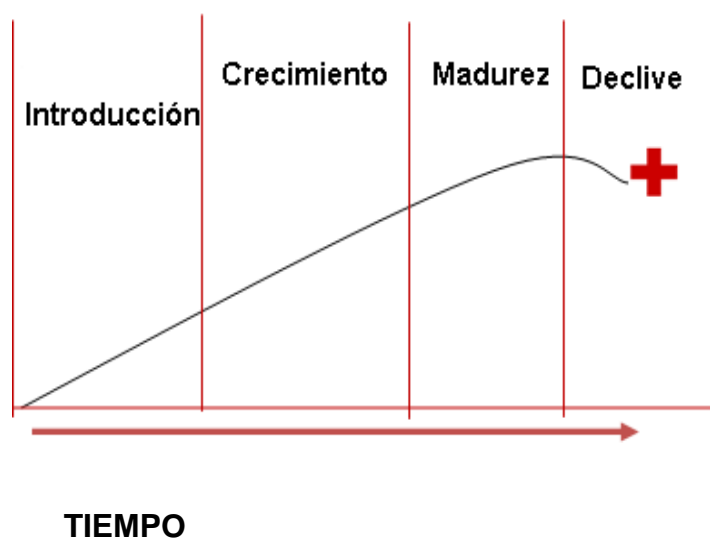 Introducción
Crecimiento
Madurez
Declive
TIEMPO